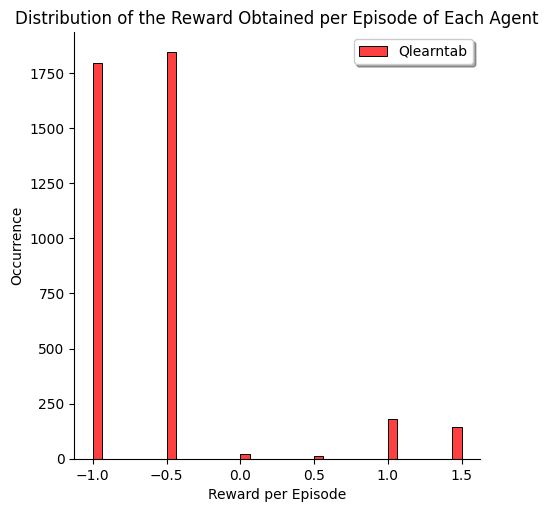 Distribution of the Reward Obtained per Episode of Each Agent
Qlearntab
1750
1500
1250
1000
750
500
250
0
Occurrence
−1.0 −0.5 0.0 0.5 1.0 1.5
Reward per Episode